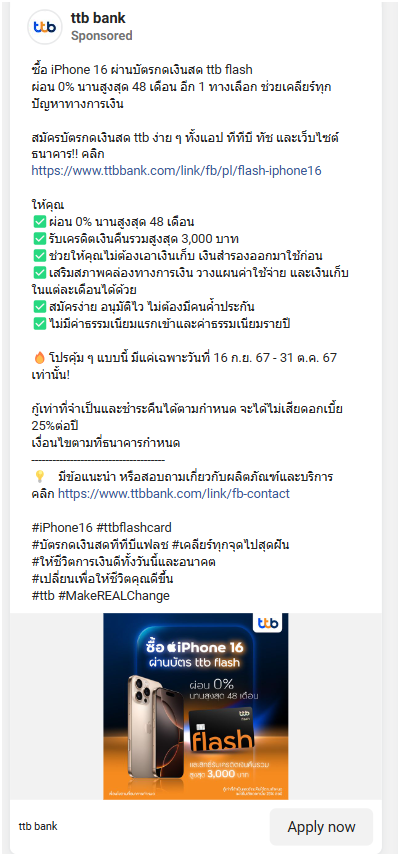 ttb
ttb bank
Sponsored
ซื้อ iPhone 16 ผ่านบัตรกดเงินสด ttb flash
ผ่อน 0% นานสูงสุด 48 เดือน อีก 1 ทางเลือก ช่วยเคลียร์ทุก
ปัญหาทางการเงิน
สมัครบัตรกดเงินสด ttb ง่าย ๆ ทั้งแอป ทีทีบี ทัช และเว็บไซต์
ธนาคาร!! คลิก
https://www.ttbbank.com/link/fb/pl/flash-iphone16
ให้คุณ
✅ ผ่อน 0% นานสูงสุด 48 เดือน
✅ รับเครดิตเงินคืนรวมสูงสุด 3,000 บาท
✅ ช่วยให้คุณไม่ต้องเอาเงินเก็บ เงินสำรองออกมาใช้ก่อน
✅ เสริมสภาพคล่องทางการเงิน วางแผนค่าใช้จ่าย และเงินเก็บ
ในแต่ละเดือนได้ด้วย
✅ สมัครง่าย อนุมัติไว ไม่ต้องมีคนค้ำประกัน
✅ ไม่มีค่าธรรมเนียมแรกเข้าและค่าธรรมเนียมรายปี
🔥 โปรคุ้ม ๆ แบบนี้ มีแค่เฉพาะวันที่ 16 ก.ย. 67 - 31 ต.ค. 67
เท่านั้น!
กู้เท่าที่จำเป็นและชำระคืนได้ตามกำหนด จะได้ไม่เสียดอกเบี้ย
25%ต่อปี
เงื่อนไขตามที่ธนาคารกำหนด
-------------------------------------
💡 มีข้อแนะนำ หรือสอบถามเกี่ยวกับผลิตภัณฑ์และบริการ
คลิก https://www.ttbbank.com/link/fb-contact
#iPhone16 #ttbflashcard
#บัตรกดเงินสดทีทีบีแฟลช #เคลียร์ทุกจุดไปสุดฝัน
#ให้ชีวิตการเงินดีทั้งวันนี้และอนาคต
#เปลี่ยนเพื่อให้ชีวิตคุณดีขึ้น
#ttb #MakeREALChange
ttb
ซื้อ iPhone 16
ผ่านบัตร ttb flash
ผ่อน 0%
นานสูงสุด 48 เดือน
ttb
flash
และรับเครดิตเงินคืนรวม
สูงสุด 3,000 บาท
ttb bank
Apply now